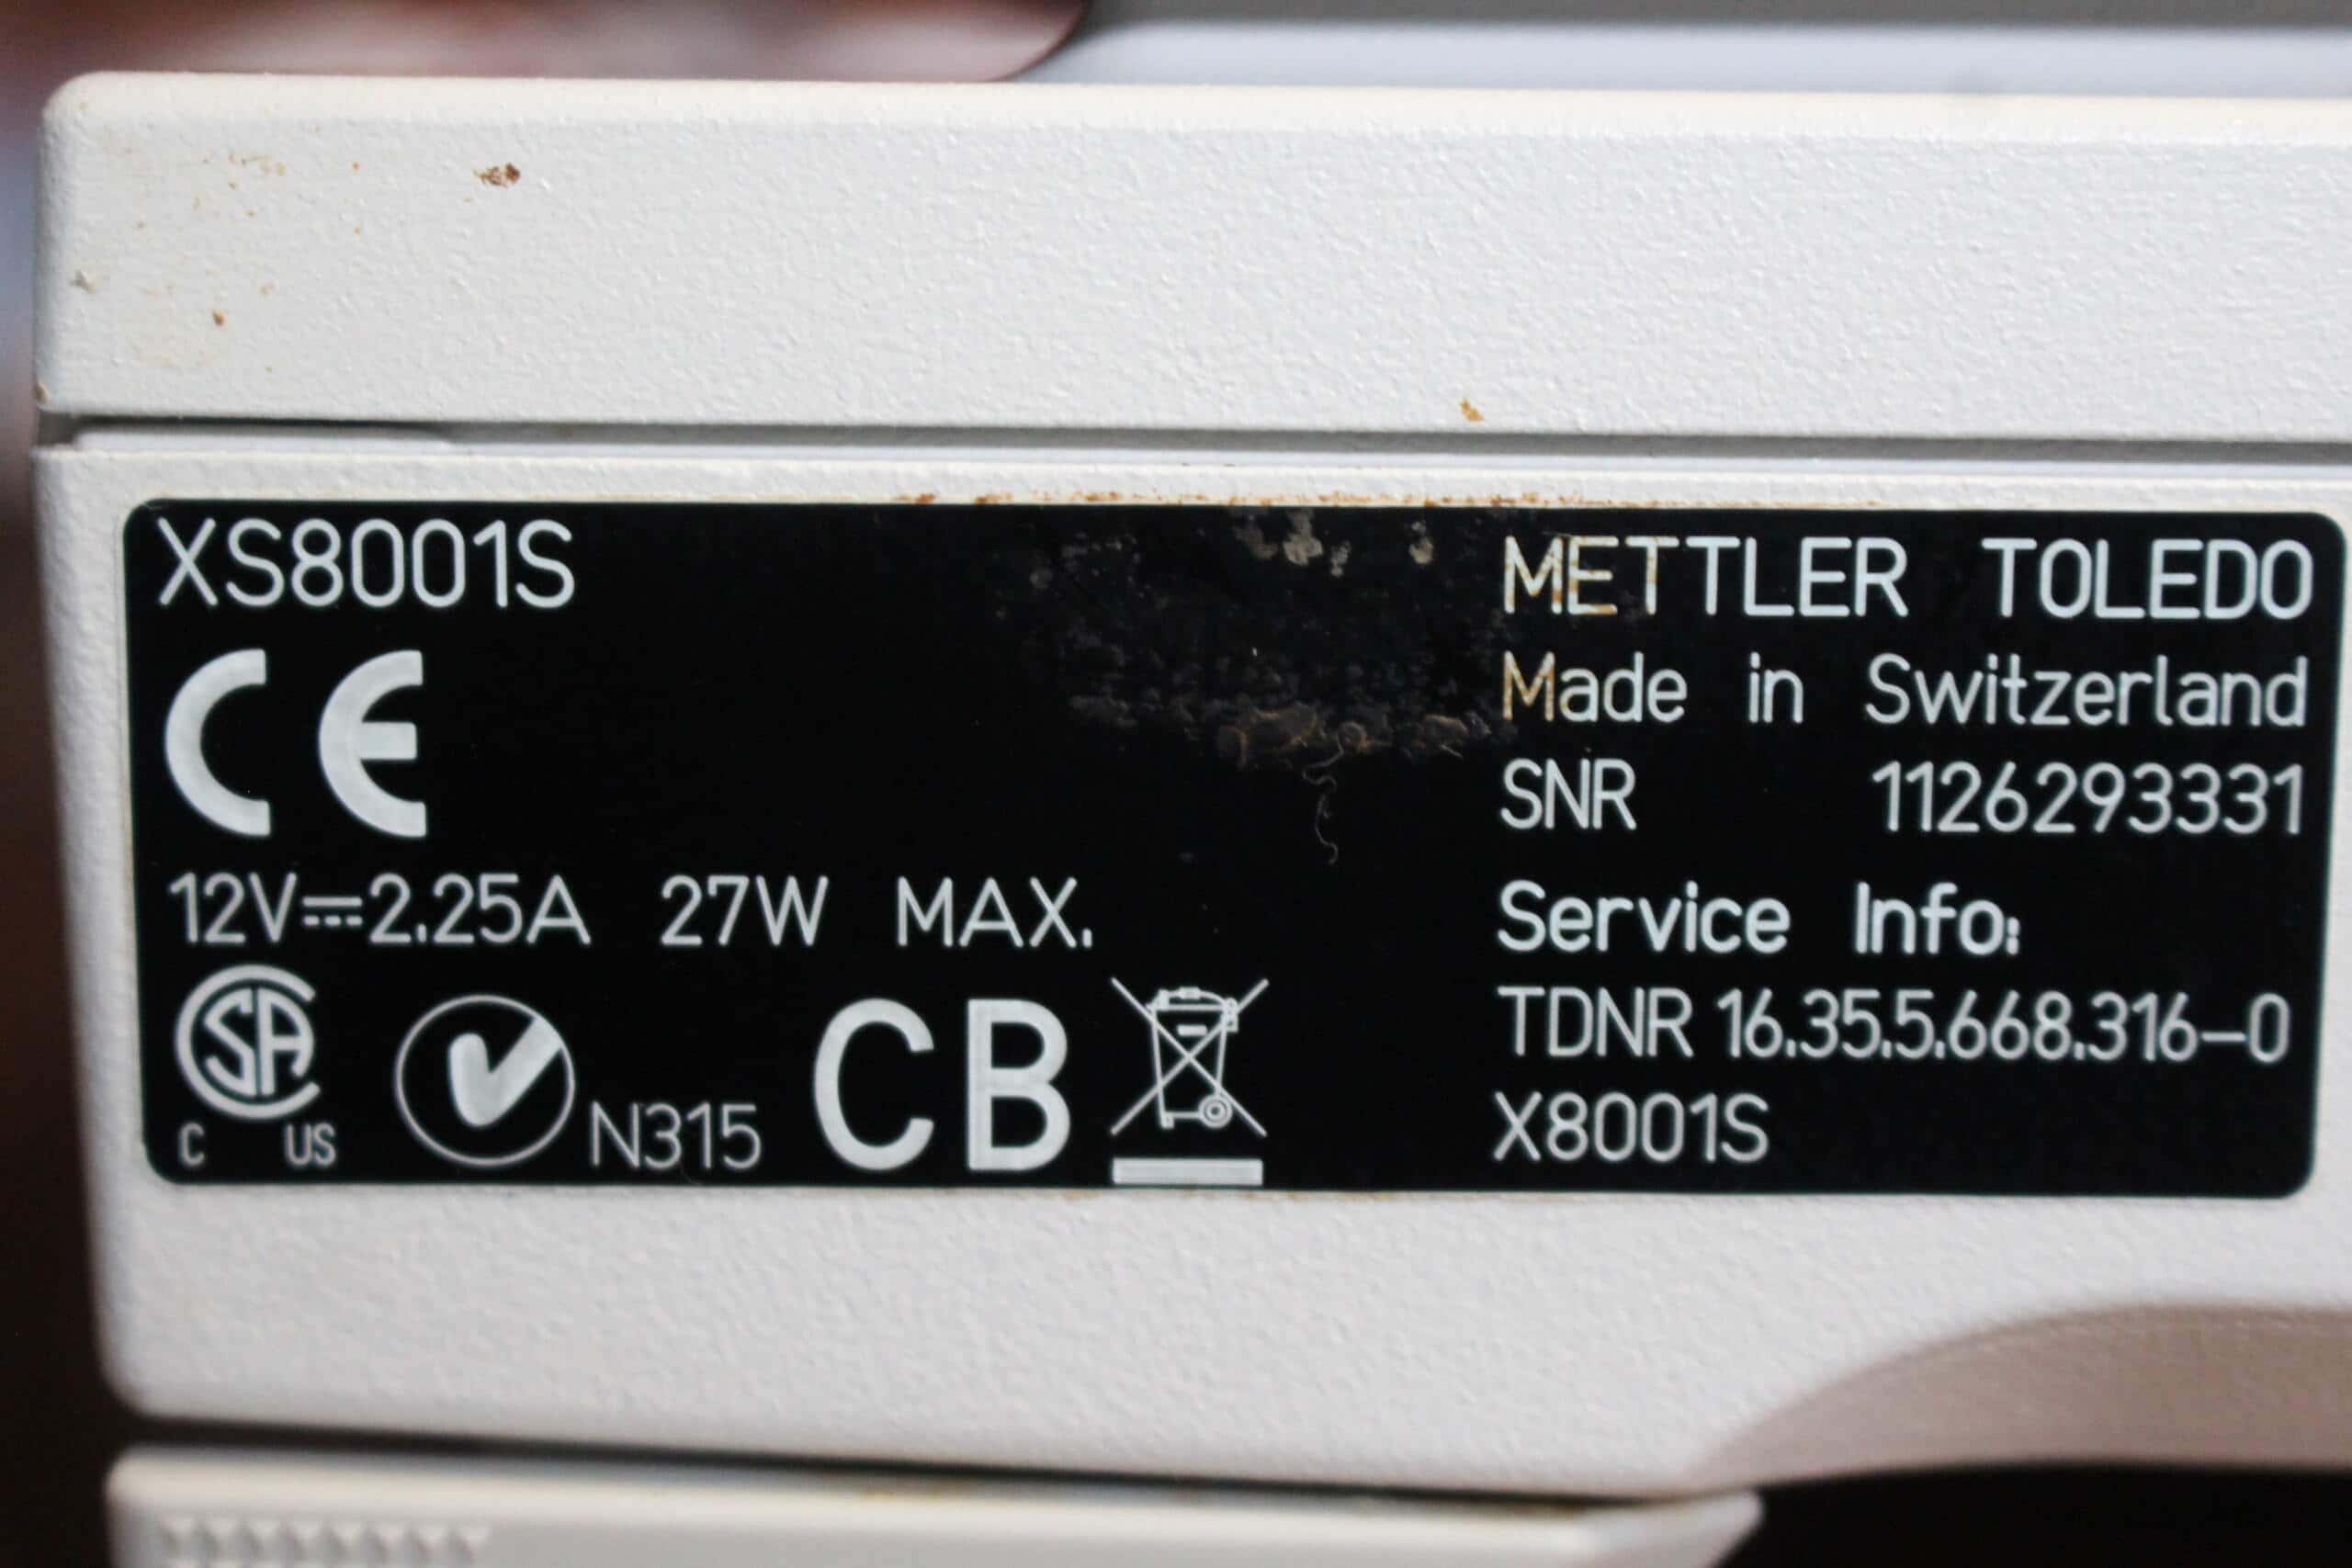 XS8001S
CE
12V⎓2.25A 27W MAX.
CSA
C US
N315
CB
METTLER TOLEDO
Made in Switzerland
SNR 1126293331
Service Info:
TDNR 16.35.5.668.316-0
X8001S